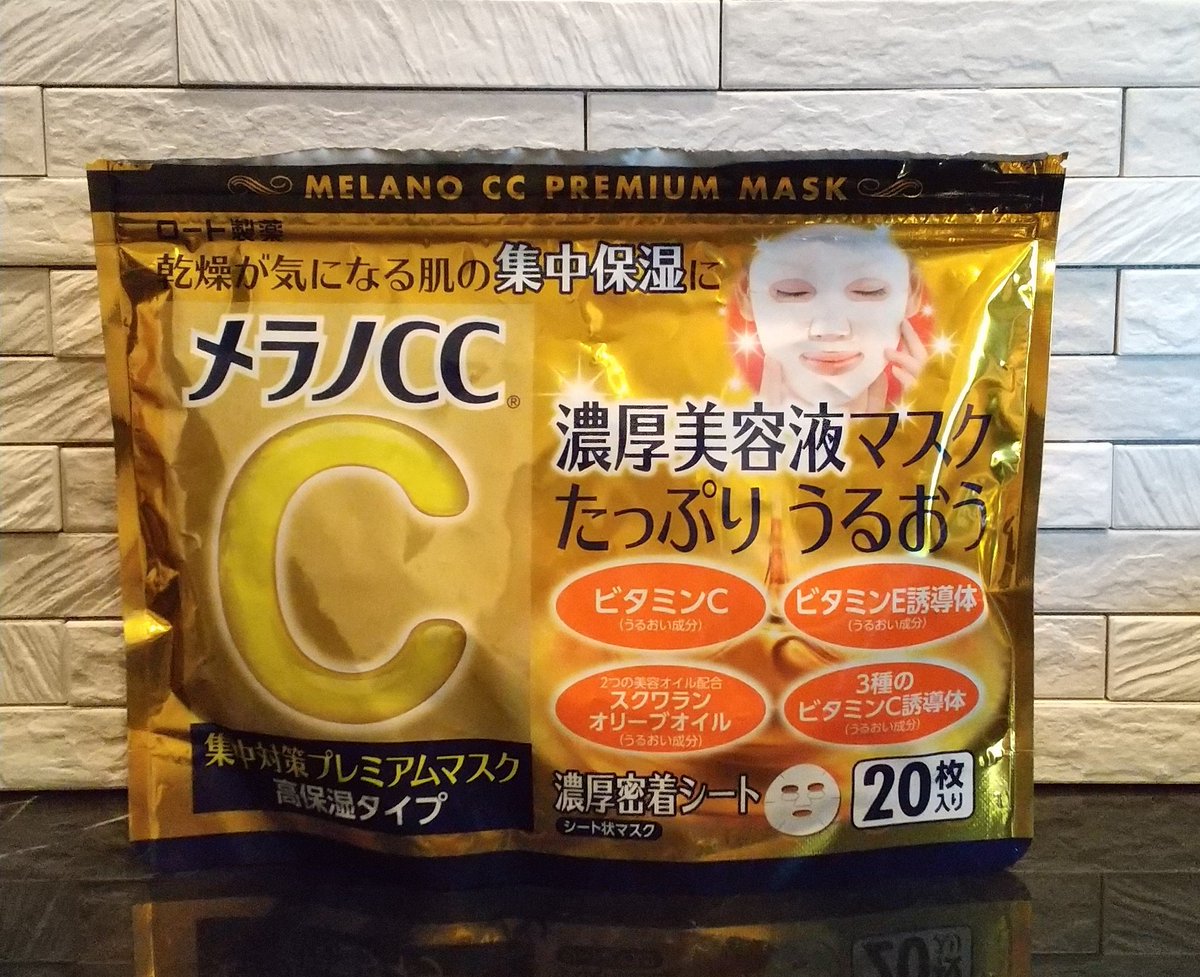 MELANO CC PREMIUM MASK
ロート製薬
乾燥が気になる肌の集中保湿に
メラノCC®
C
集中対策プレミアムマスク
高保湿タイプ
濃厚美容液マスク
たっぷり うるおう
ビタミンC
(うるおい成分)
ビタミンE誘導体
(うるおい成分)
2つの美容オイル配合
スクワラン
オリーブオイル
(うるおい成分)
3種の
ビタミンC誘導体
(うるおい成分)
濃厚密着シート
シート状マスク
20枚入り